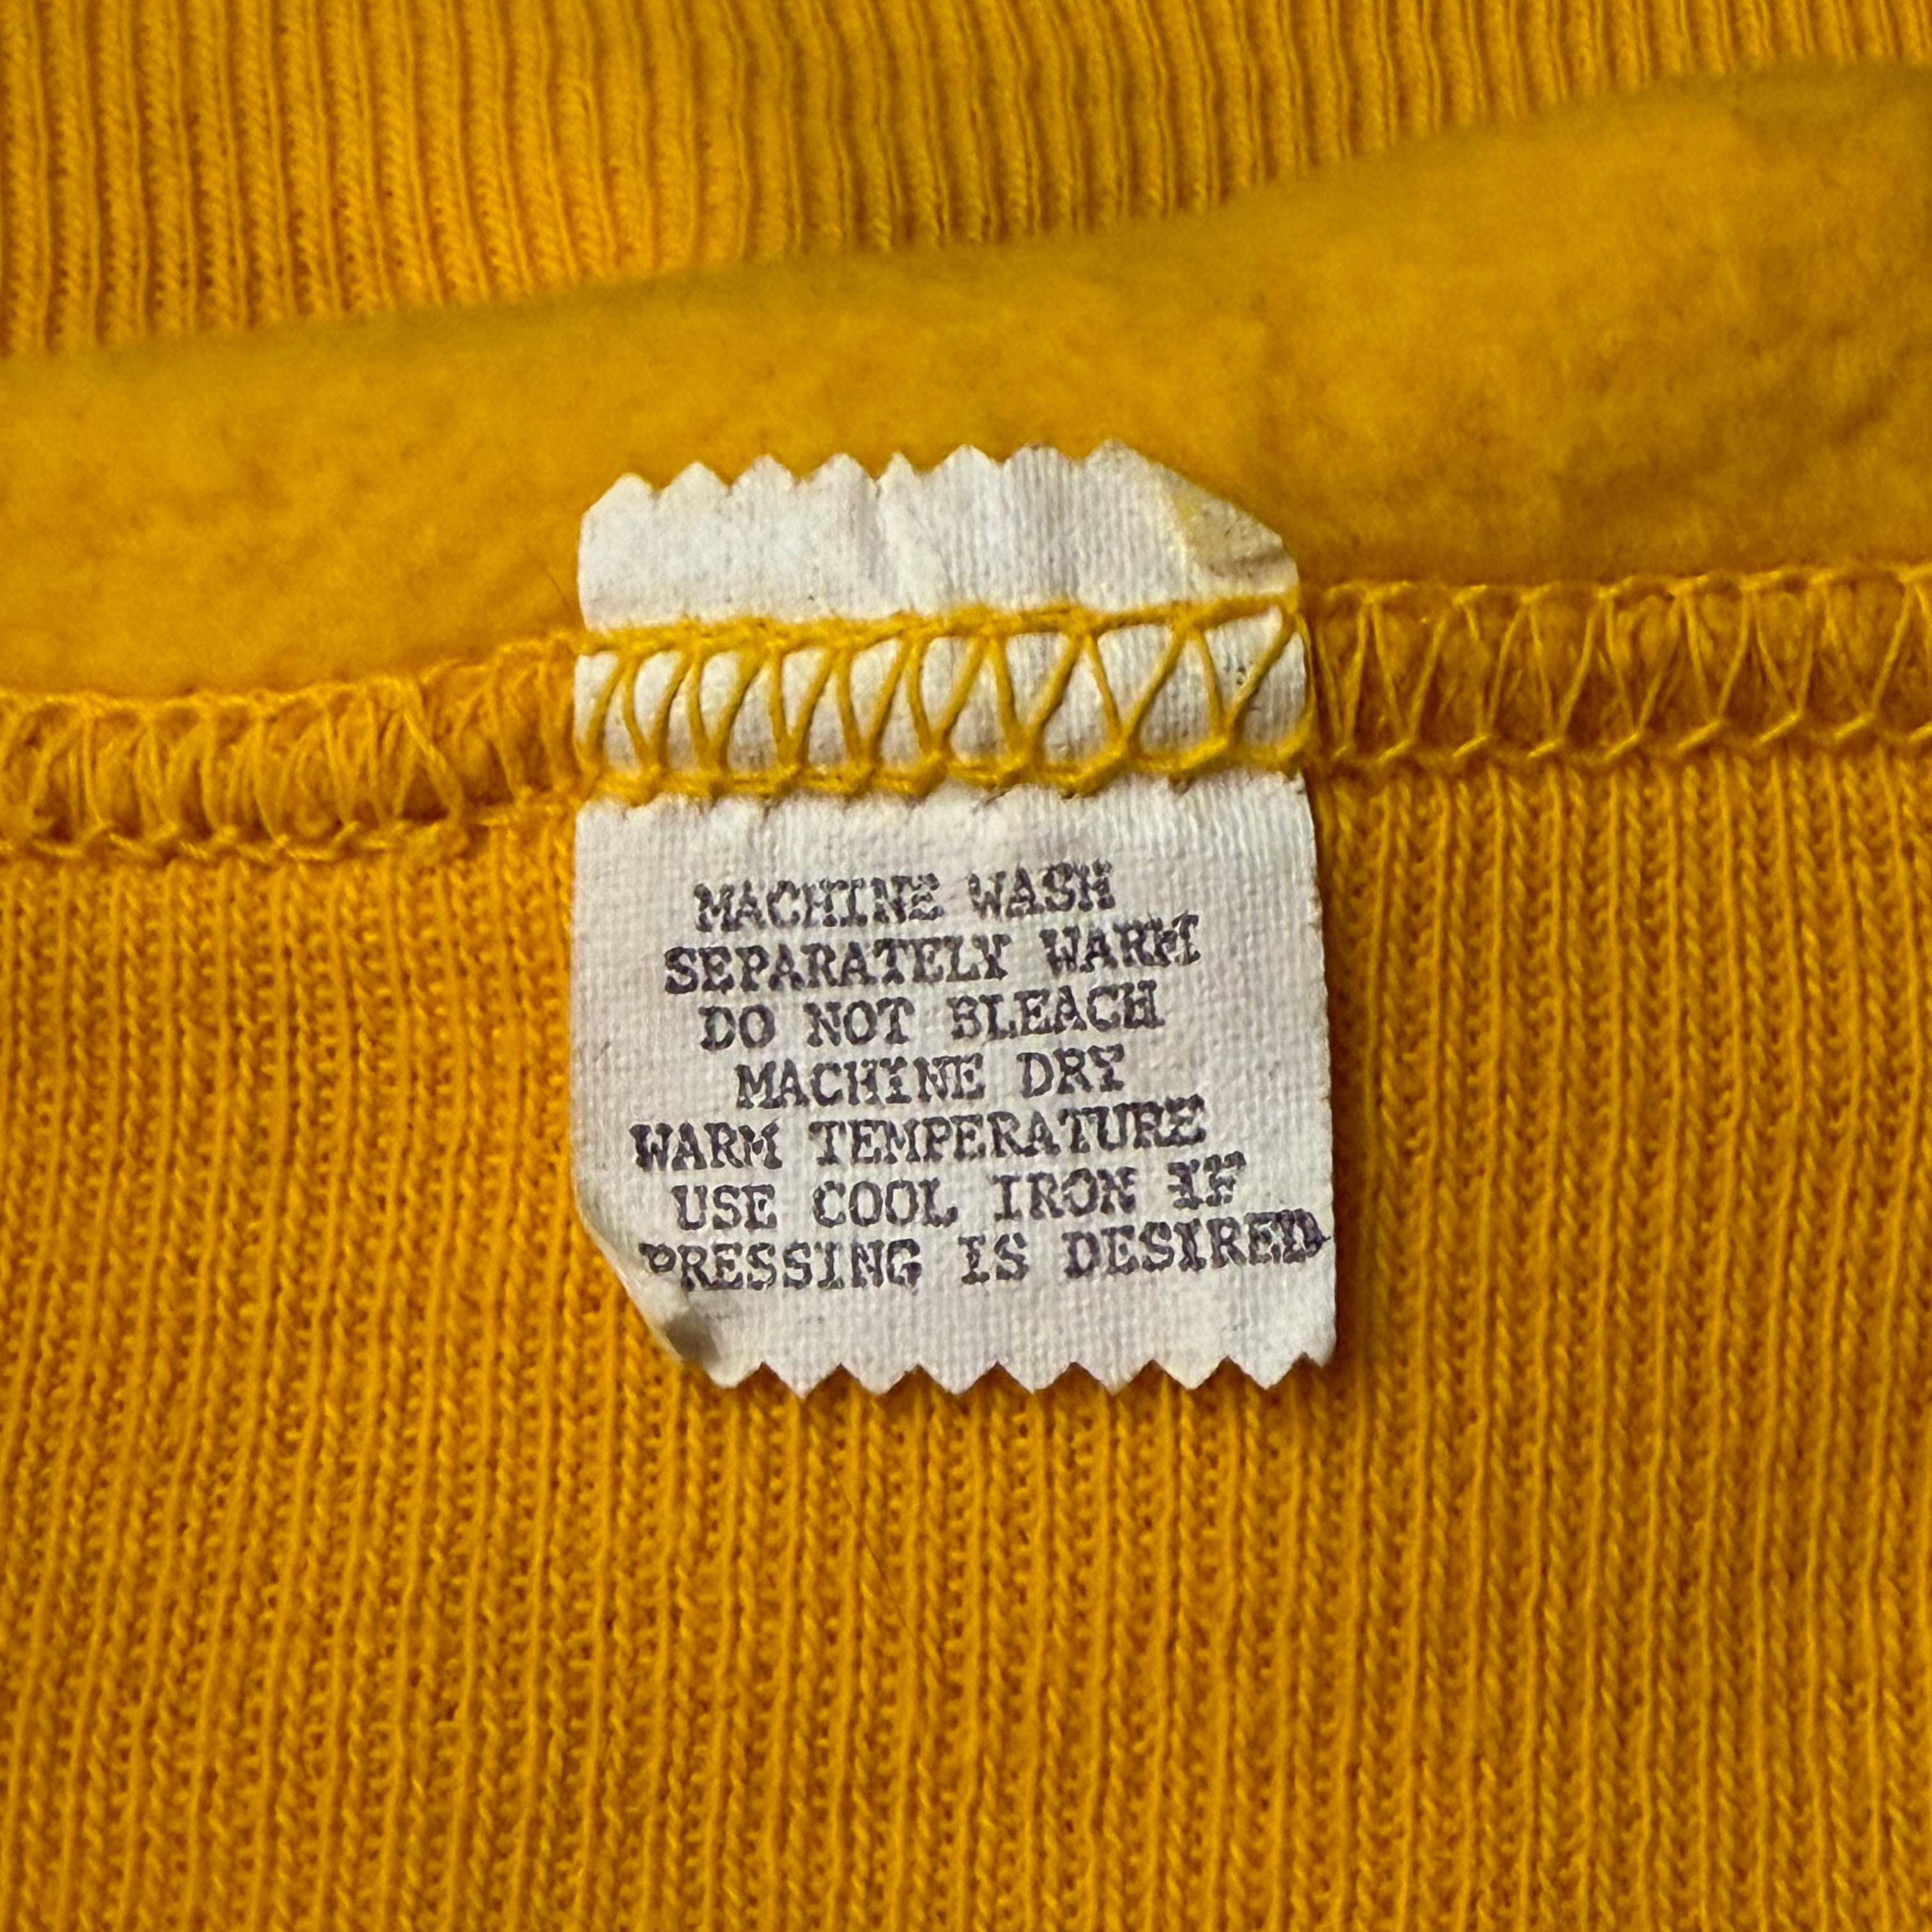 MACHINE WASH
SEPARATELY WARM
DO NOT BLEACH
MACHINE DRY
WARM TEMPERATURE
USE COOL IRON IF
PRESSING IS DESIRED